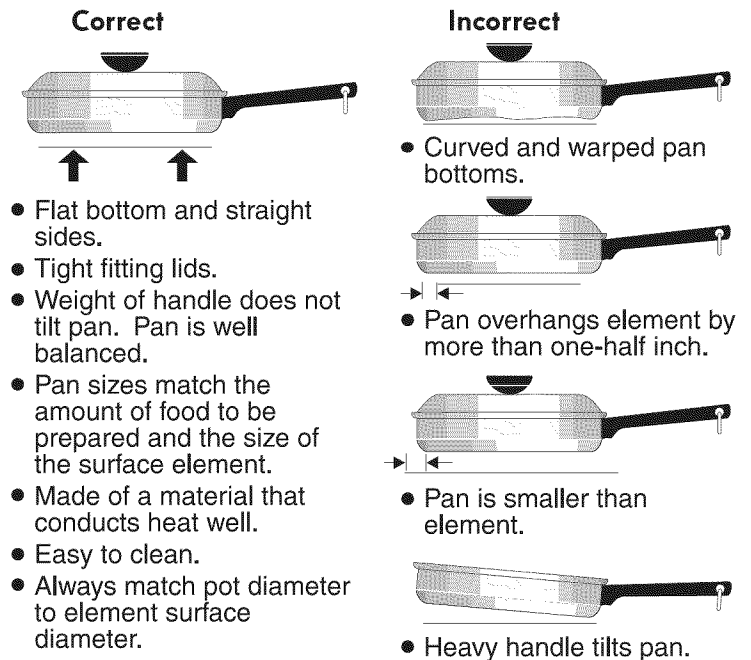 Correct
● Flat bottom and straight
sides.
● Tight fitting lids.
● Weight of handle does not
tilt pan.  Pan is well
balanced.
● Pan sizes match the
amount of food to be
prepared and the size of
the surface element.
● Made of a material that
conducts heat well.
● Easy to clean.
● Always match pot diameter
to element surface
diameter.
Incorrect
● Curved and warped pan
bottoms.
● Pan overhangs element by
more than one-half inch.
● Pan is smaller than
element.
● Heavy handle tilts pan.